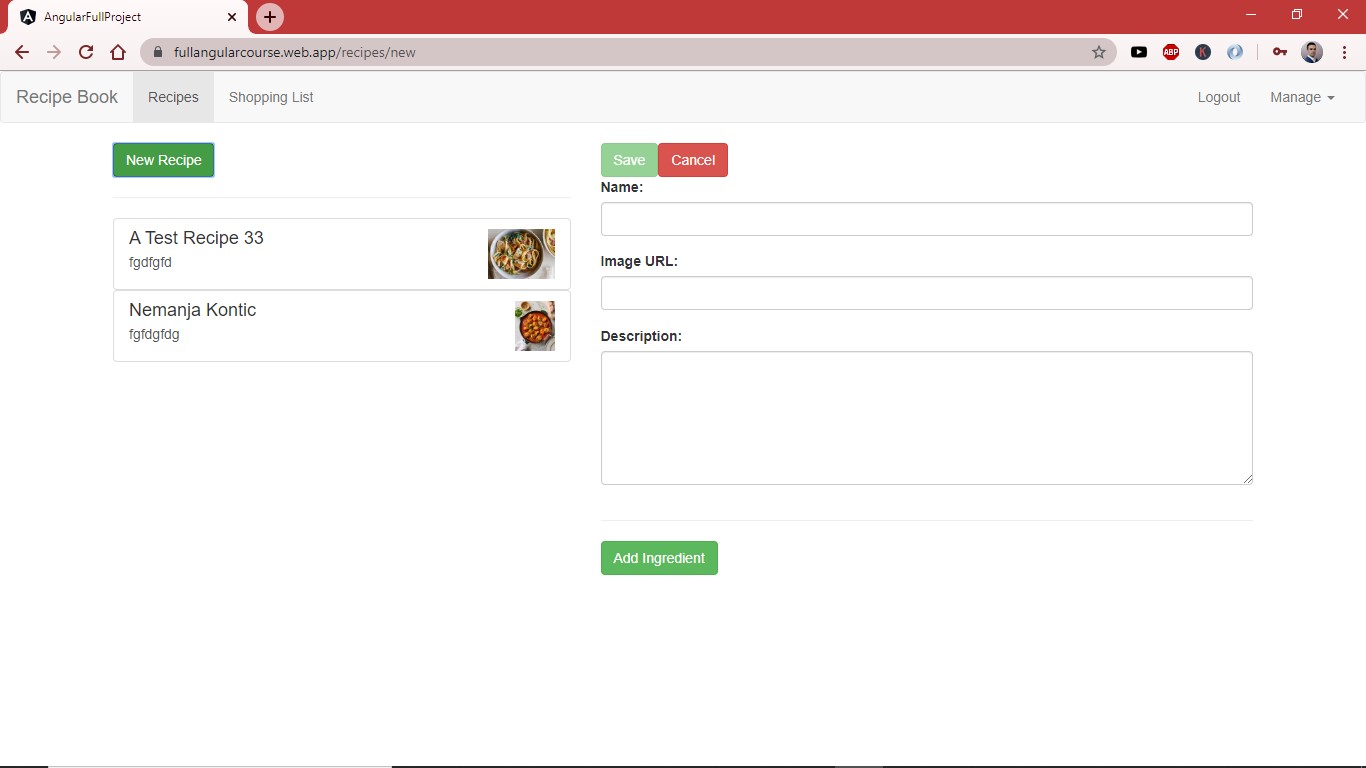 AngularFullProject
fullangularcourse.web.app/recipes/new
ABP
K
Recipe Book
Recipes
Shopping List
Logout
Manage
New Recipe
A Test Recipe 33
fgdfgfd
Nemanja Kontic
fgfdgfdg
Save
Cancel
Name:
Image URL:
Description:
Add Ingredient